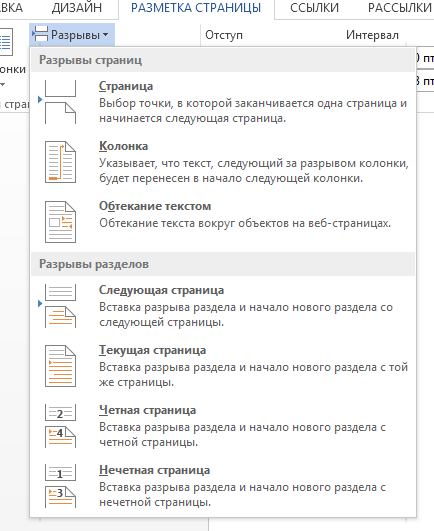 ВКА ДИЗАЙН РАЗМЕТКА СТРАНИЦЫ ССЫЛКИ РАССЫЛКИ
Разрывы Отступ Интервал
Разрывы страниц
0 пт
Страница
онки
3 пт
Выбор точки, в которой заканчивается одна страница и
начинается следующая страница.
стра
Колонка
Указывает, что текст, следующий за разрывом колонки,
будет перенесен в начало следующей колонки.
Обтекание текстом
Обтекание текста вокруг объектов на веб-страницах.
Разрывы разделов
Следующая страница
Вставка разрыва раздела и начало нового раздела со
следующей страницы.
Текущая страница
Вставка разрыва раздела и начало нового раздела с той
же страницы.
2
4
Четная страница
Вставка разрыва раздела и начало нового раздела с
четной страницы.
1
3
Нечетная страница
Вставка разрыва раздела и начало нового раздела с
нечетной страницы.